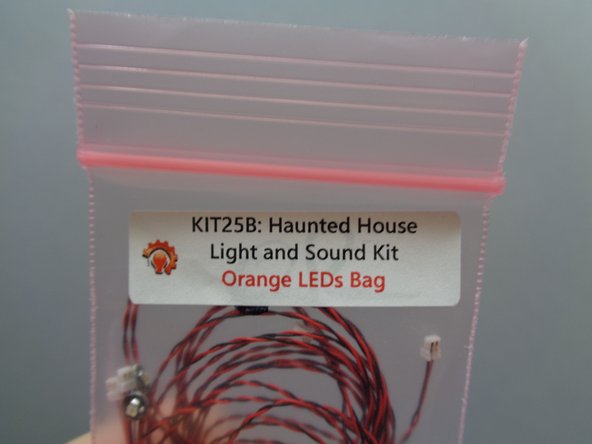 KIT25B: Haunted House
Light and Sound Kit
Orange LEDs Bag